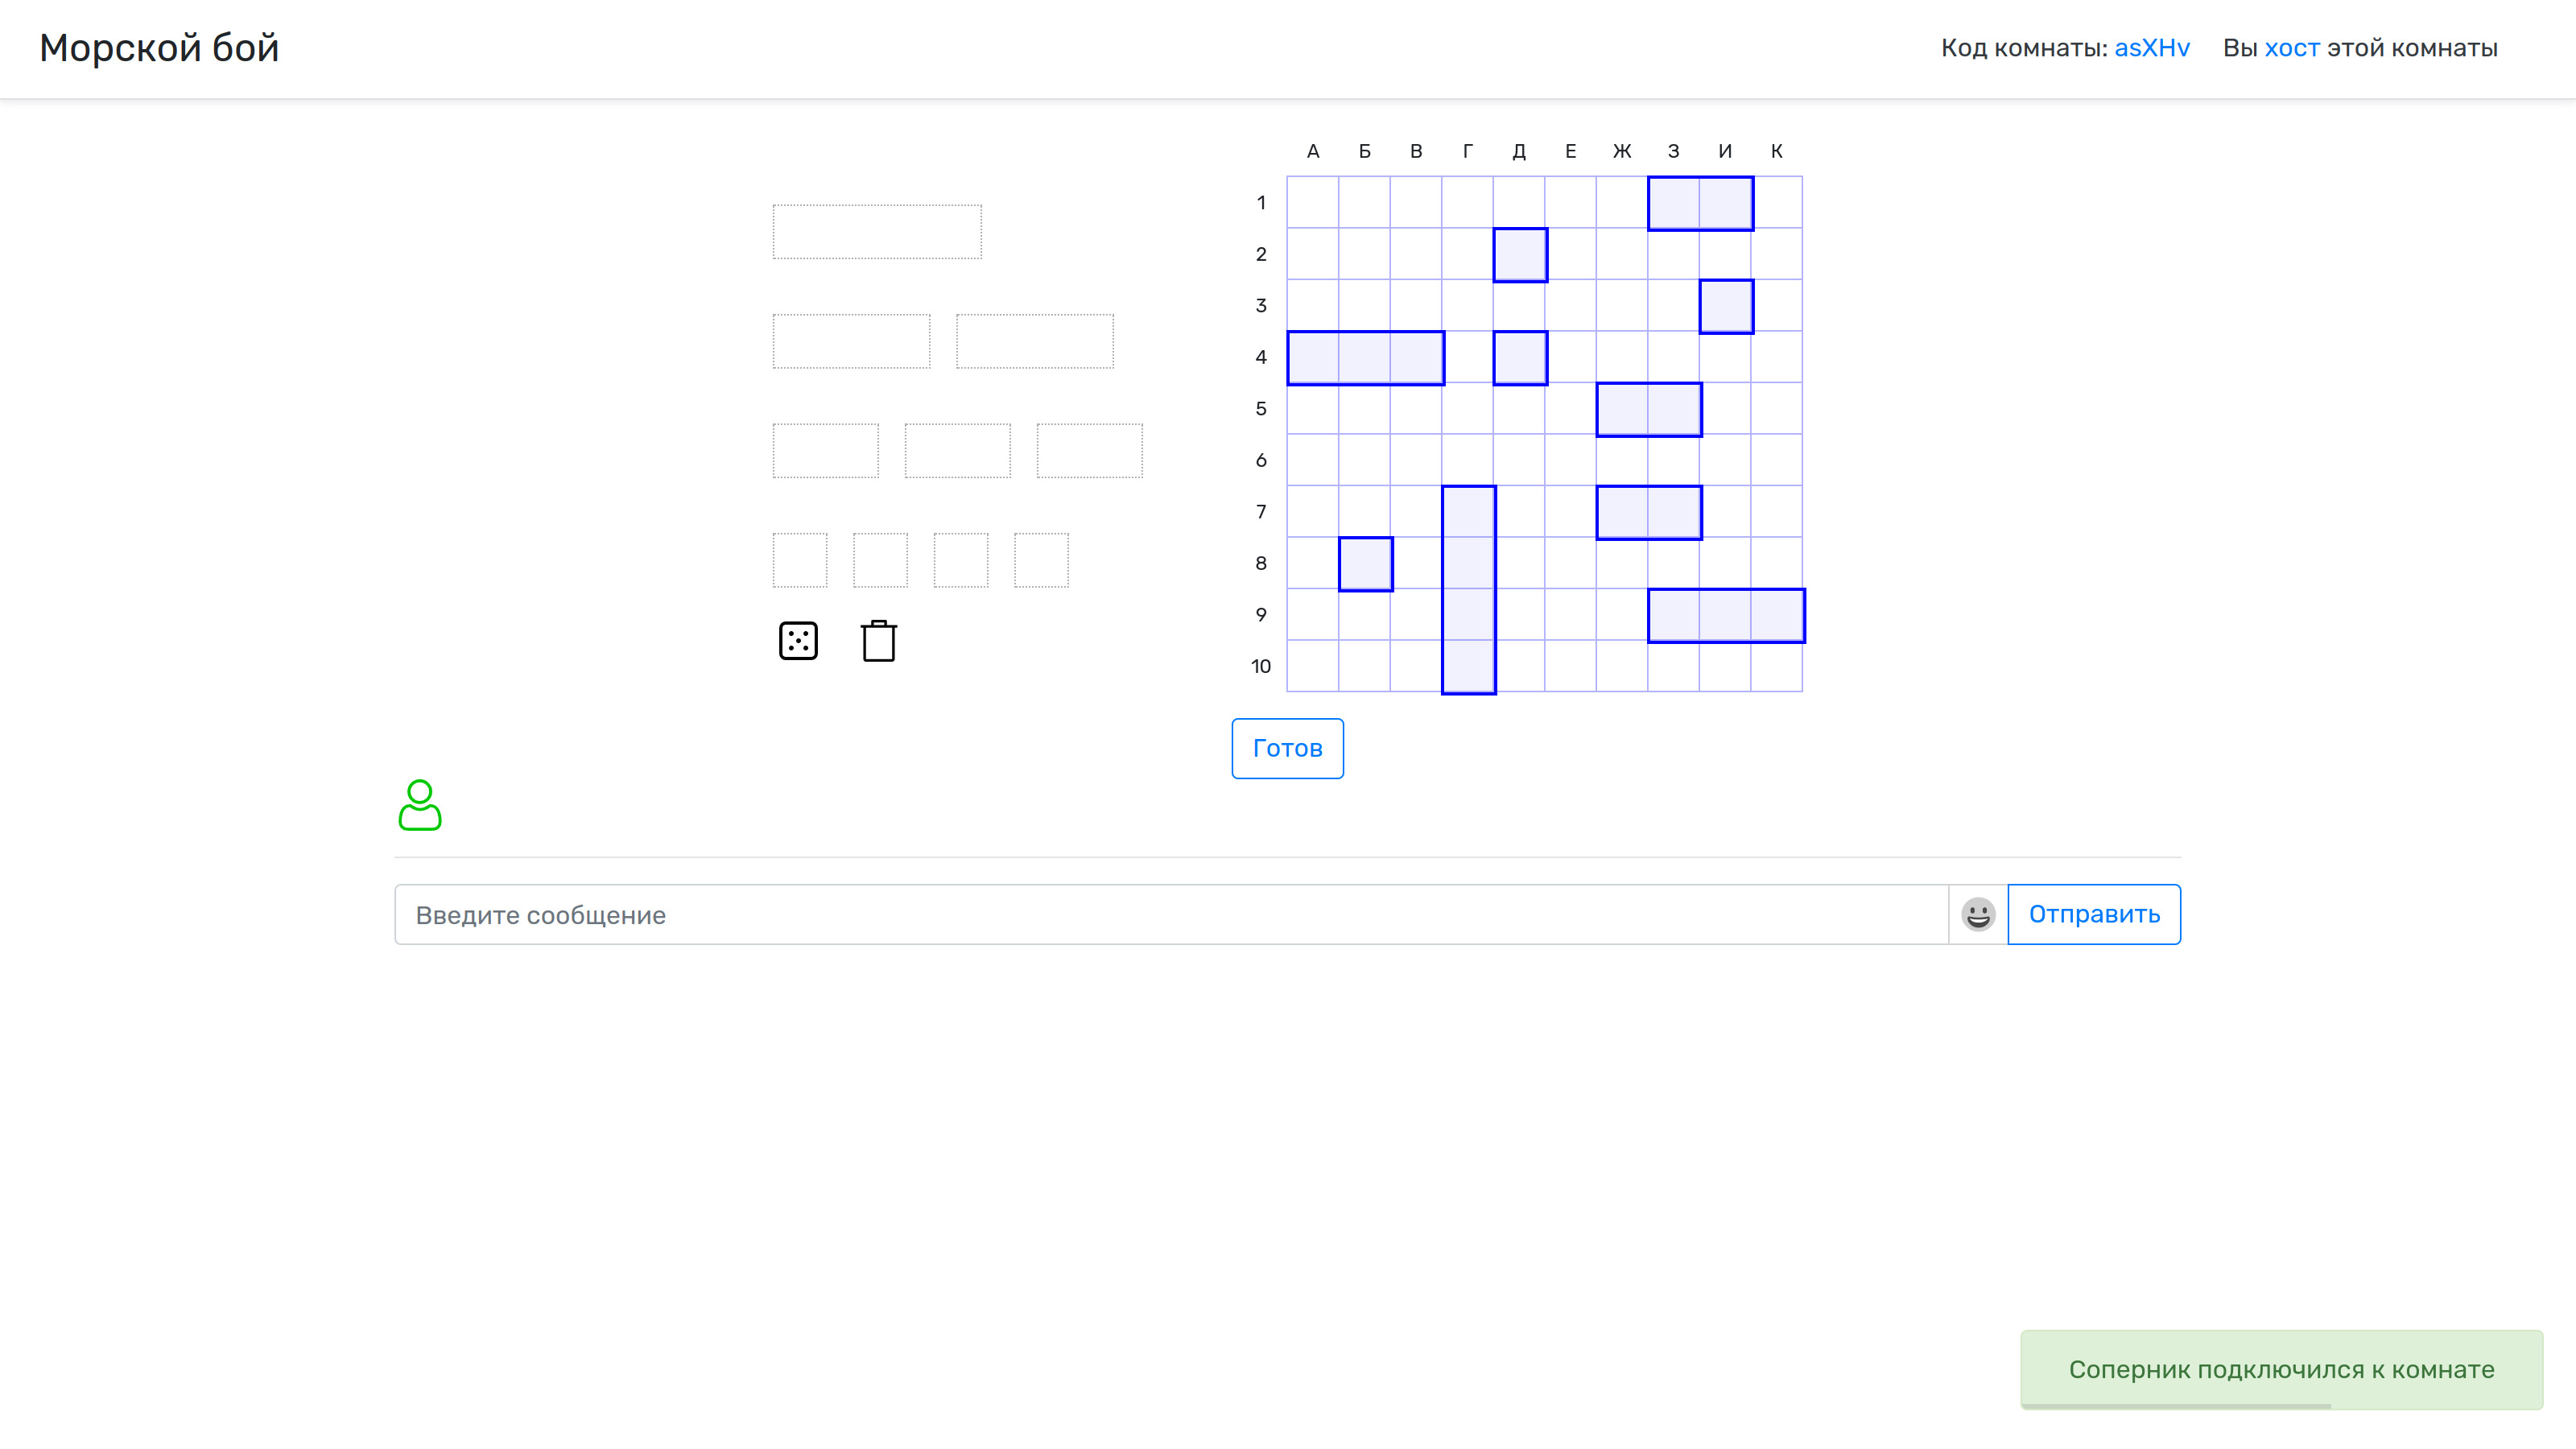 Морской бой
Код комнаты: asXHv Вы хост этой комнаты
А Б В Г Д Е Ж З И К
1
2
3
4
5
6
7
8
9
10
Готов
Введите сообщение
Отправить
Соперник подключился к комнате